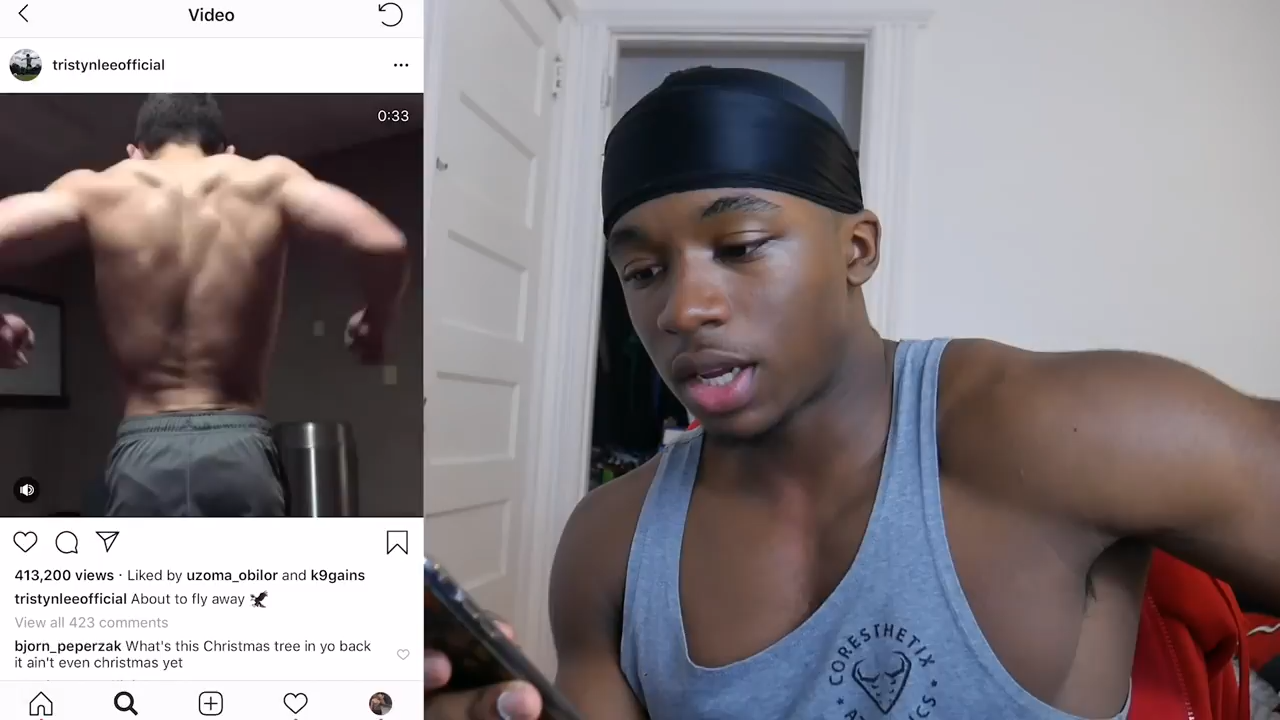 Video
tristynleeofficial
0:33
413,200 views · Liked by uzoma_obilor and k9gains
tristynleeofficial About to fly away
View all 423 comments
bjorn_peperzak What's this Christmas tree in yo back
it ain't even christmas yet
CORESTHETIX